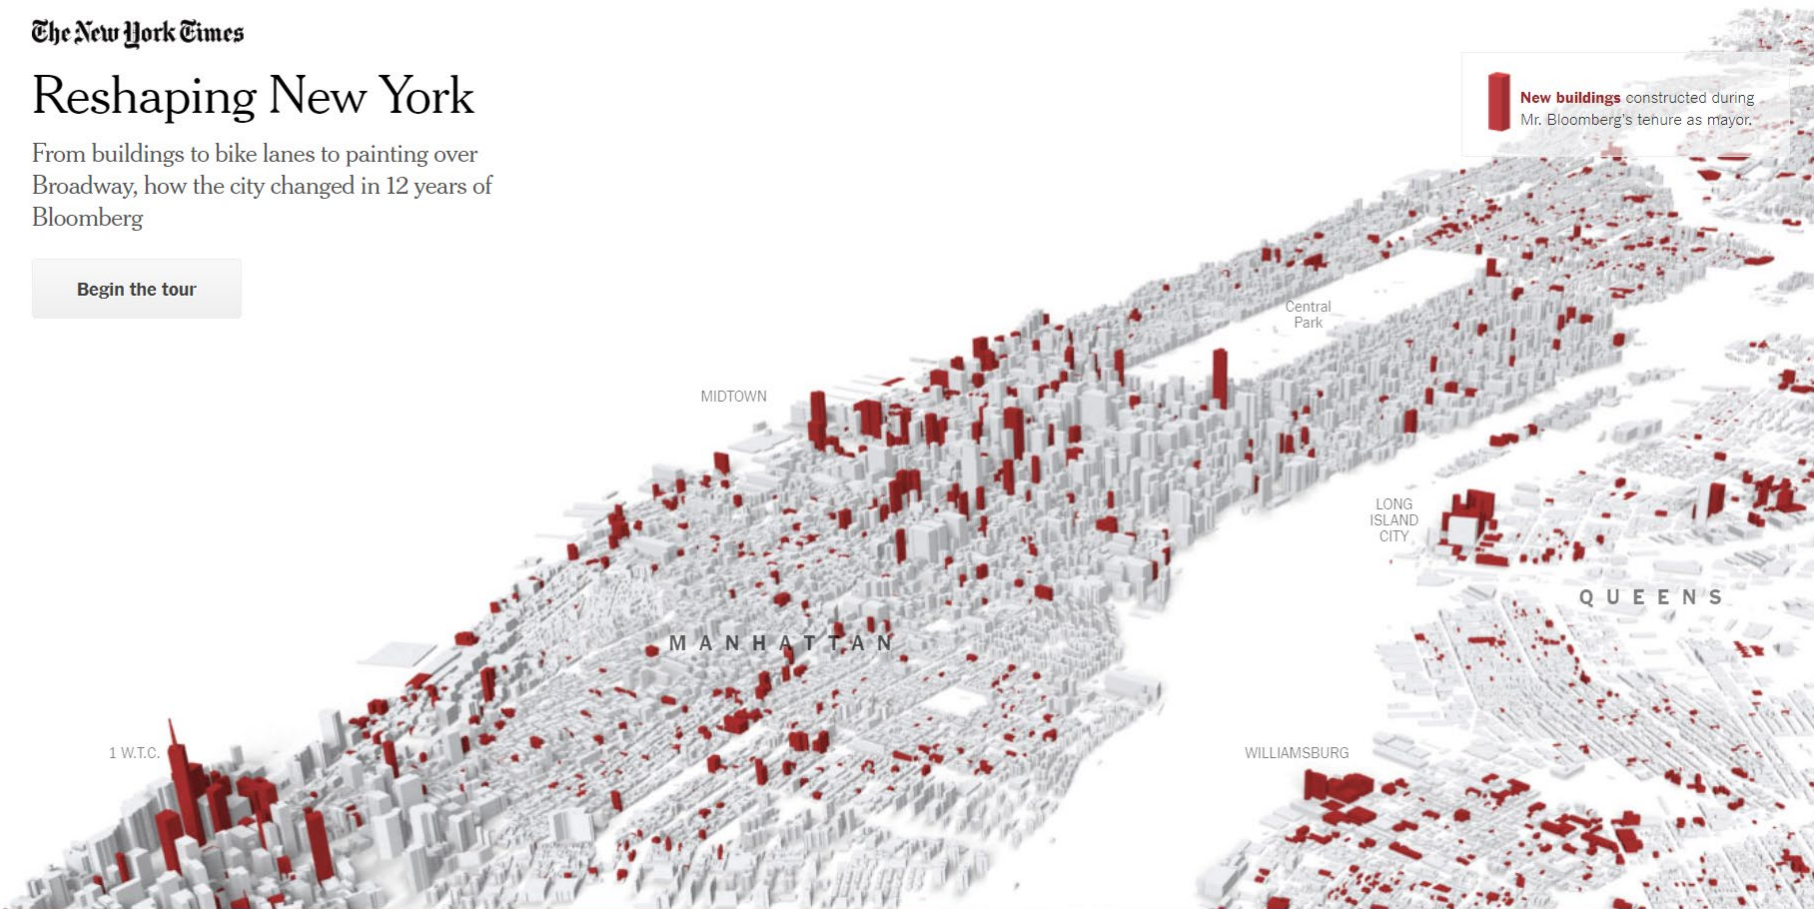 The New York Times
Reshaping New York
From buildings to bike lanes to painting over
Broadway, how the city changed in 12 years of
Bloomberg
Begin the tour
New buildings constructed during
Mr. Bloomberg's tenure as mayor.
Central
Park
MIDTOWN
LONG
ISLAND
CITY
QUEENS
MANHATTAN
1 W.T.C.
WILLIAMSBURG